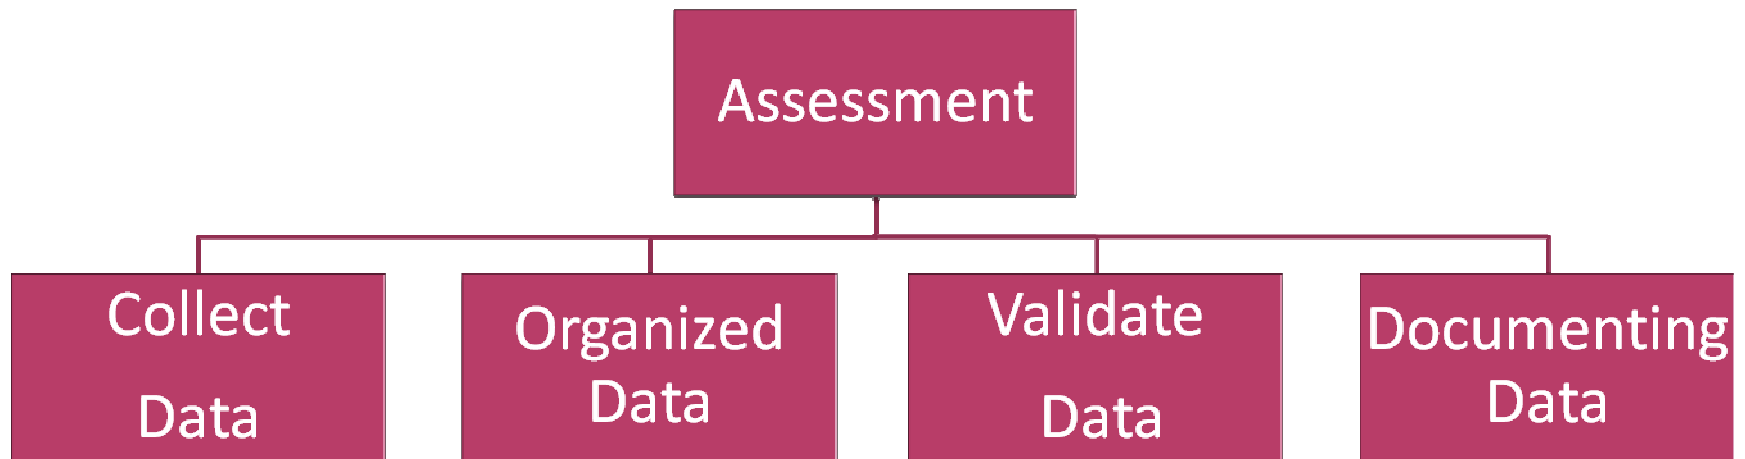 Assessment
Collect
Data
Organized
Data
Validate
Data
Documenting
Data